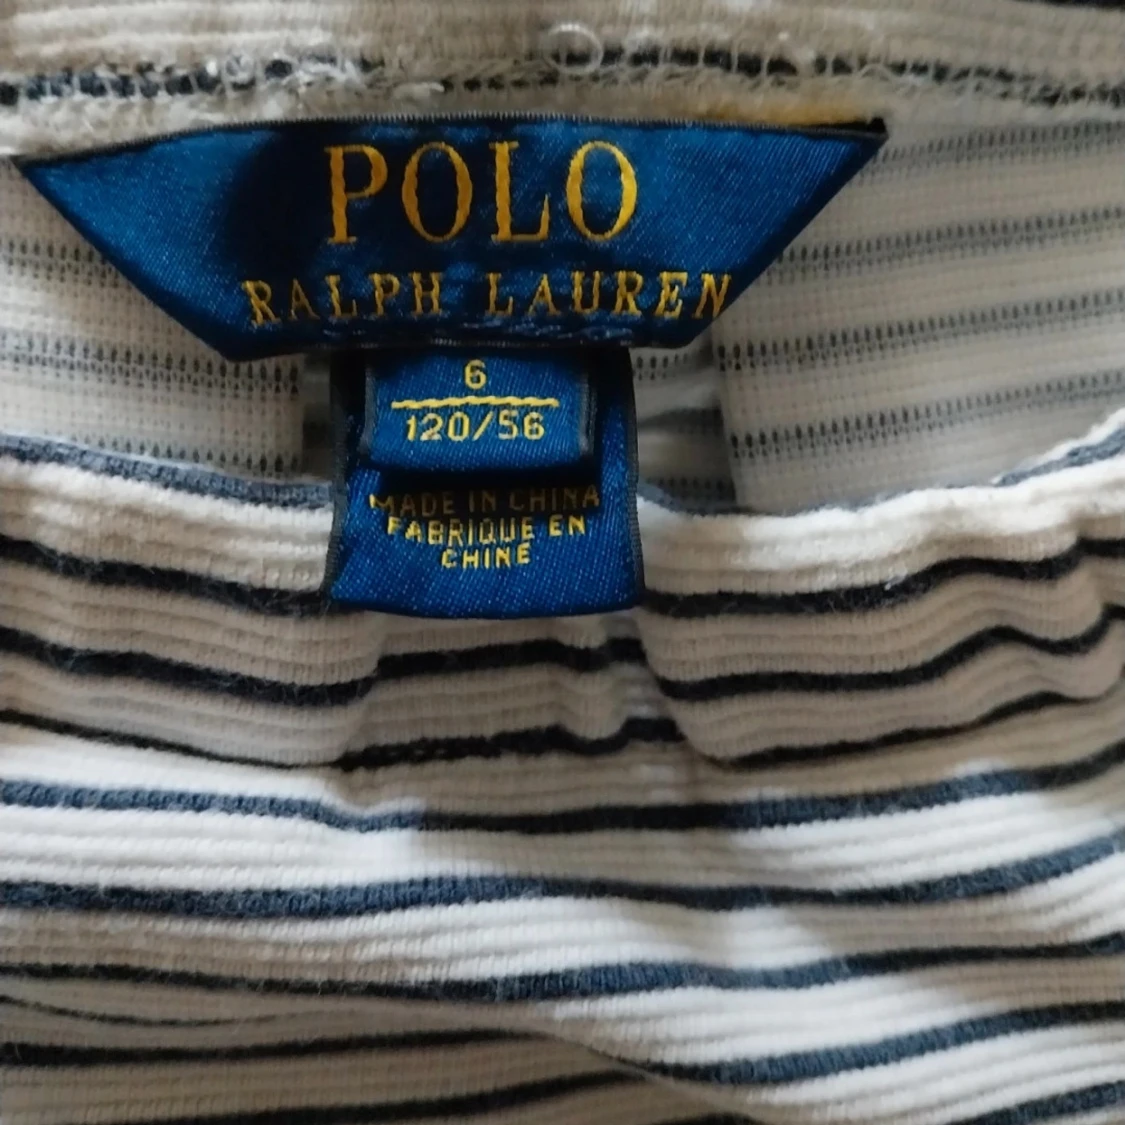 POLO
RALPH LAUREN
6
120/56
MADE IN CHINA
FABRIQUE EN
CHINE